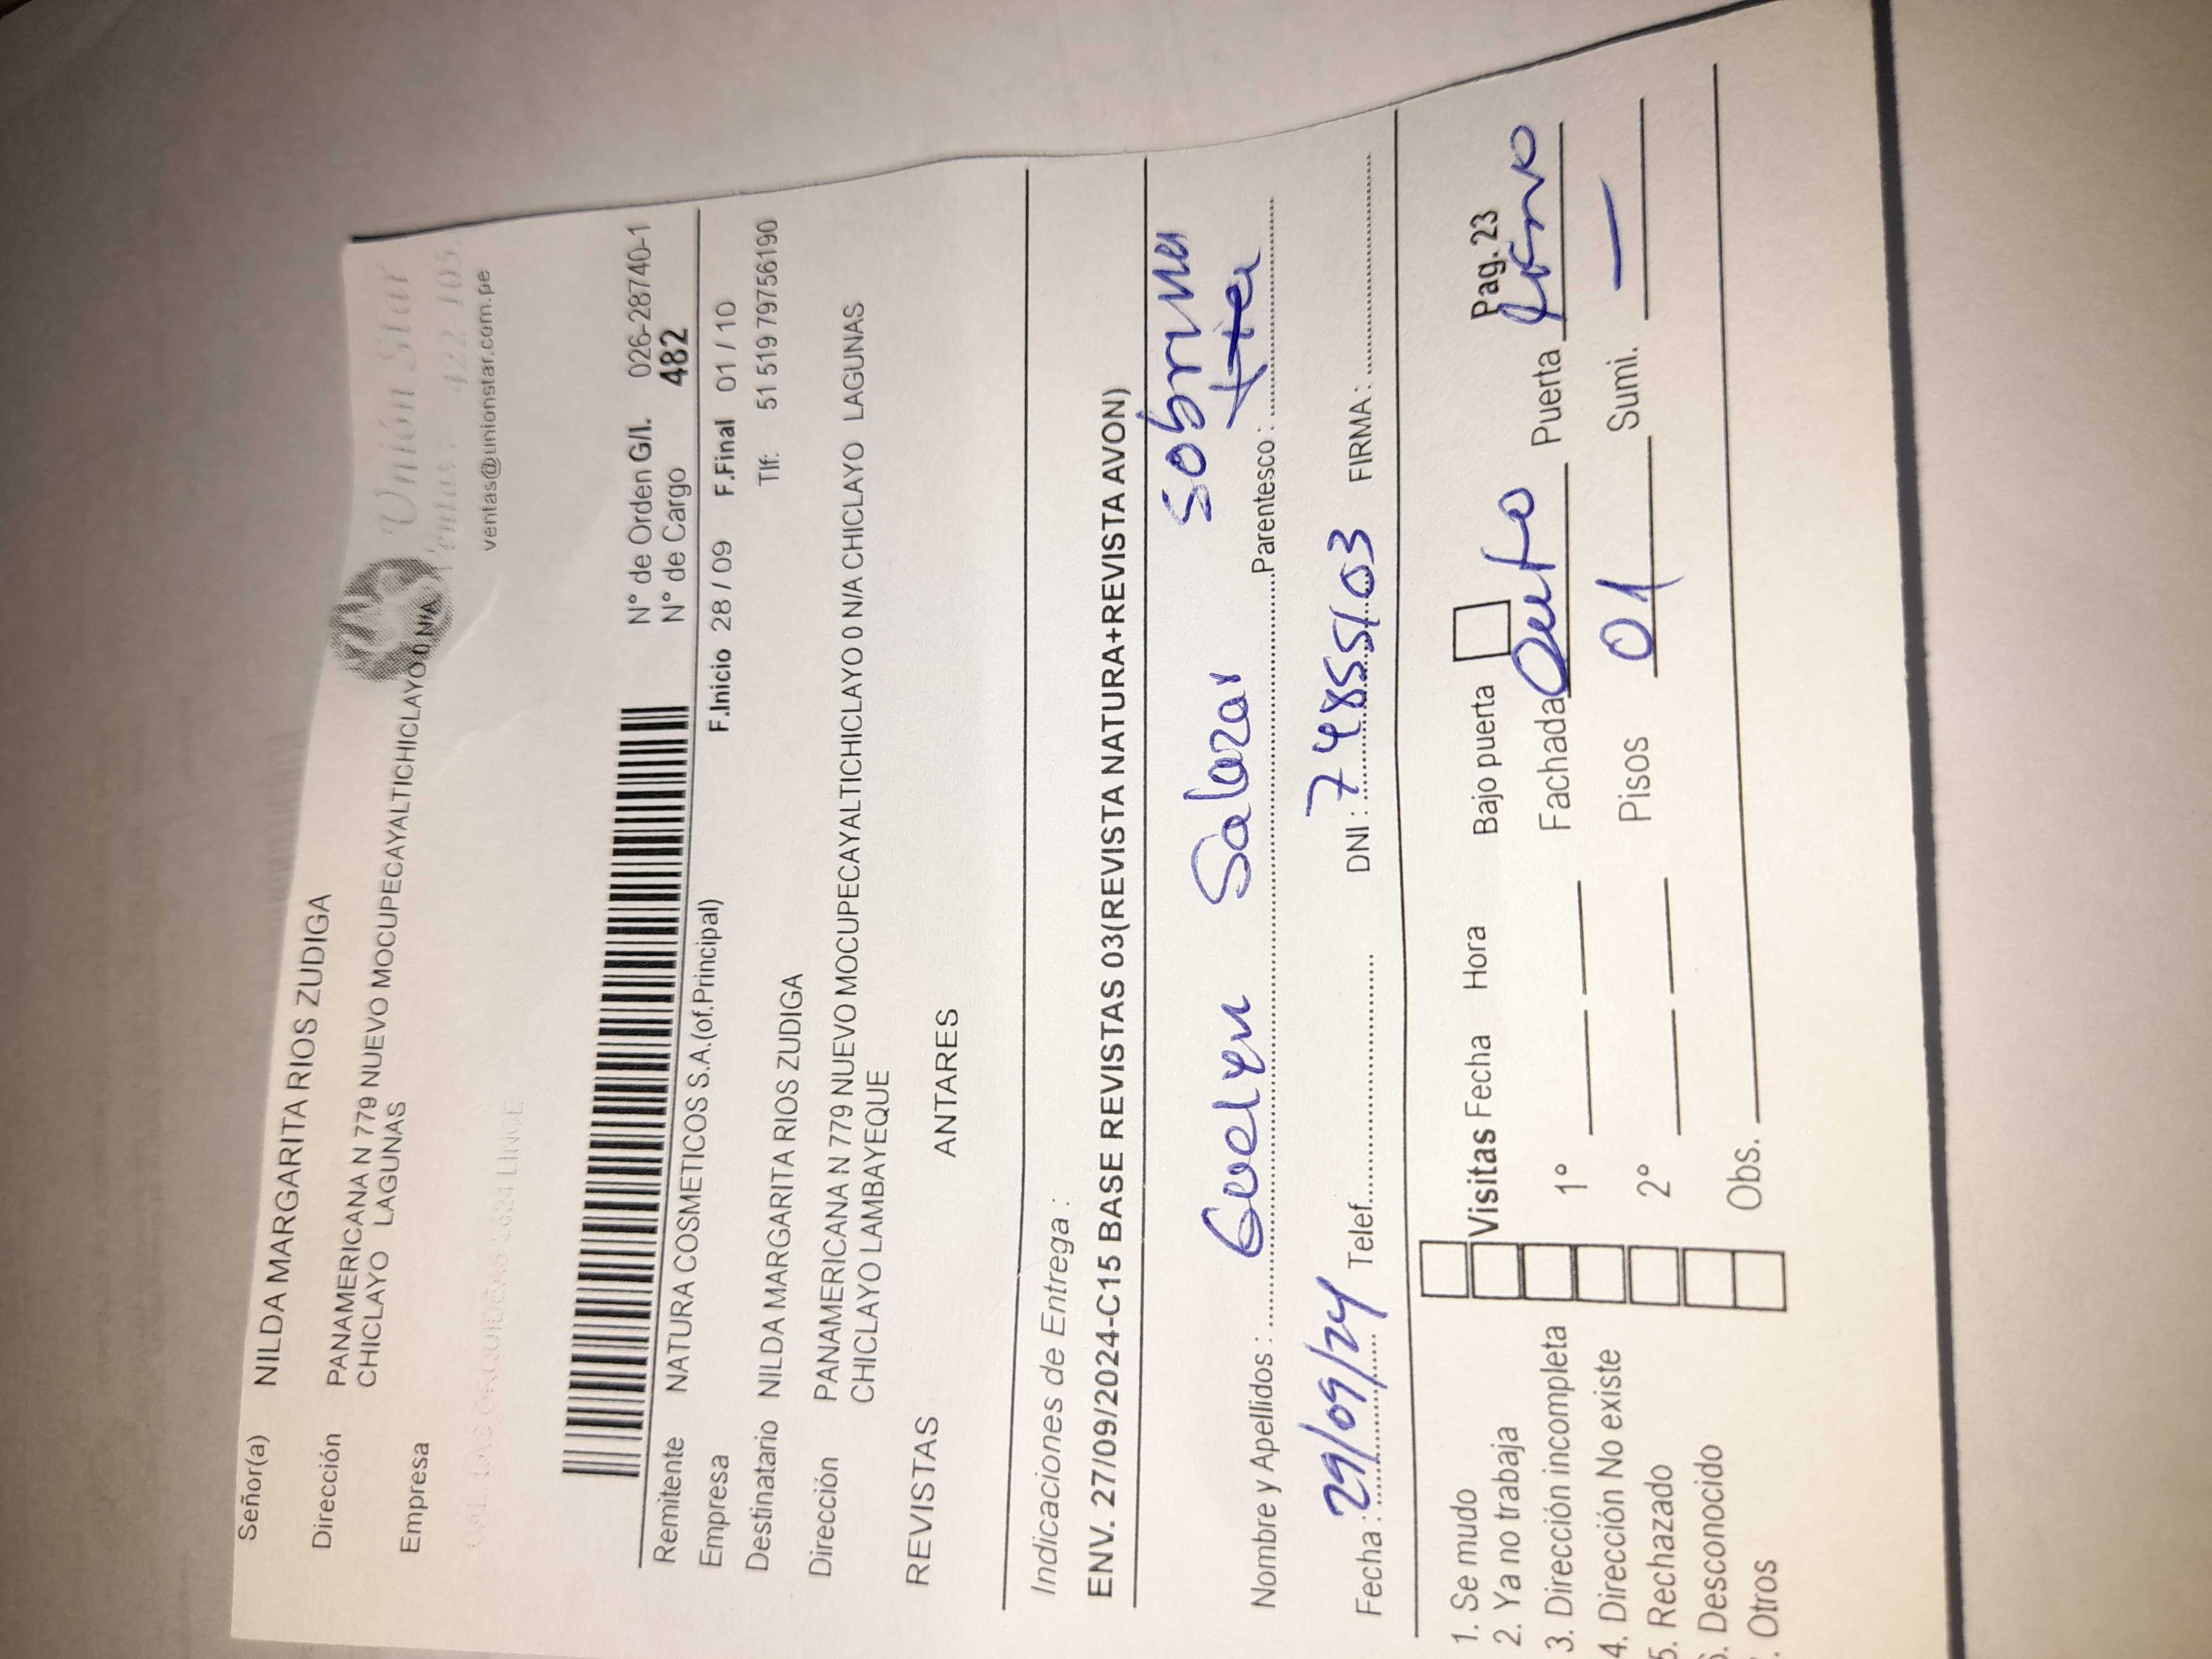 Señor(a) NILDA MARGARITA RIOS ZUDIGA
Dirección PANAMERICANA N 779 NUEVO MOCUPECAYALTICHICLAYO 0 N/A
CHICLAYO LAGUNAS
Empresa
Unión Star
ventas@unionstar.com.pe
N° de Orden G/I. 026-28740-1
N° de Cargo 482
Remitente NATURA COSMETICOS S.A.(of.Principal)
F.Inicio 28 / 09 F.Final 01 / 10
Empresa
Tlf: 51 519 79756190
Destinatario NILDA MARGARITA RIOS ZUDIGA
Dirección PANAMERICANA N 779 NUEVO MOCUPECAYALTICHICLAYO 0 N/A CHICLAYO LAGUNAS
CHICLAYO LAMBAYEQUE
REVISTAS ANTARES
Indicaciones de Entrega :
ENV. 27/09/2024-C15 BASE REVISTAS 03(REVISTA NATURA+REVISTA AVON)
sobrina
Nombre y Apellidos : Salazar Parentesco : tia
Fecha : 29/09/24 Telef. DNI : 74855103 FIRMA :
1. Se mudo
2. Ya no trabaja
3. Dirección incompleta
4. Dirección No existe
5. Rechazado
6. Desconocido
. Otros
Visitas Fecha Hora Bajo puerta Pag. 23
1° Fachada Puerta
2° Pisos 01 Sumi. —
Obs.